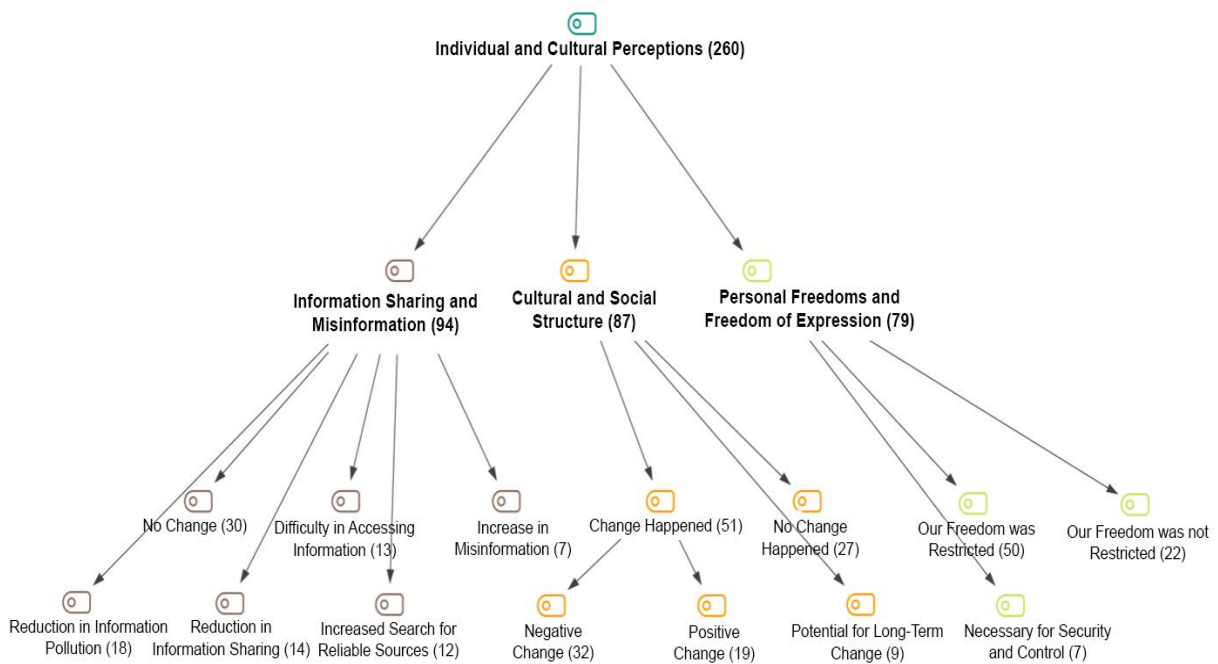 Individual and Cultural Perceptions (260)
Information Sharing and
Misinformation (94)
Cultural and Social
Structure (87)
Personal Freedoms and
Freedom of Expression (79)
No Change (30)
Difficulty in Accessing
Information (13)
Increase in
Misinformation (7)
Change Happened (51)
No Change
Happened (27)
Our Freedom was
Restricted (50)
Our Freedom was not
Restricted (22)
Reduction in Information
Pollution (18)
Reduction in
Information Sharing (14)
Increased Search for
Reliable Sources (12)
Negative
Change (32)
Positive
Change (19)
Potential for Long-Term
Change (9)
Necessary for Security
and Control (7)